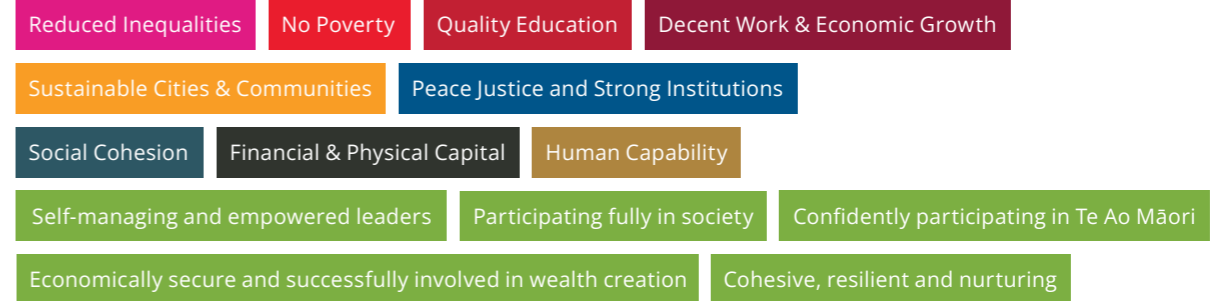 Reduced Inequalities No Poverty Quality Education Decent Work & Economic Growth
Sustainable Cities & Communities Peace Justice and Strong Institutions
Social Cohesion Financial & Physical Capital Human Capability
Self-managing and empowered leaders Participating fully in society Confidently participating in Te Ao Māori
Economically secure and successfully involved in wealth creation Cohesive, resilient and nurturing